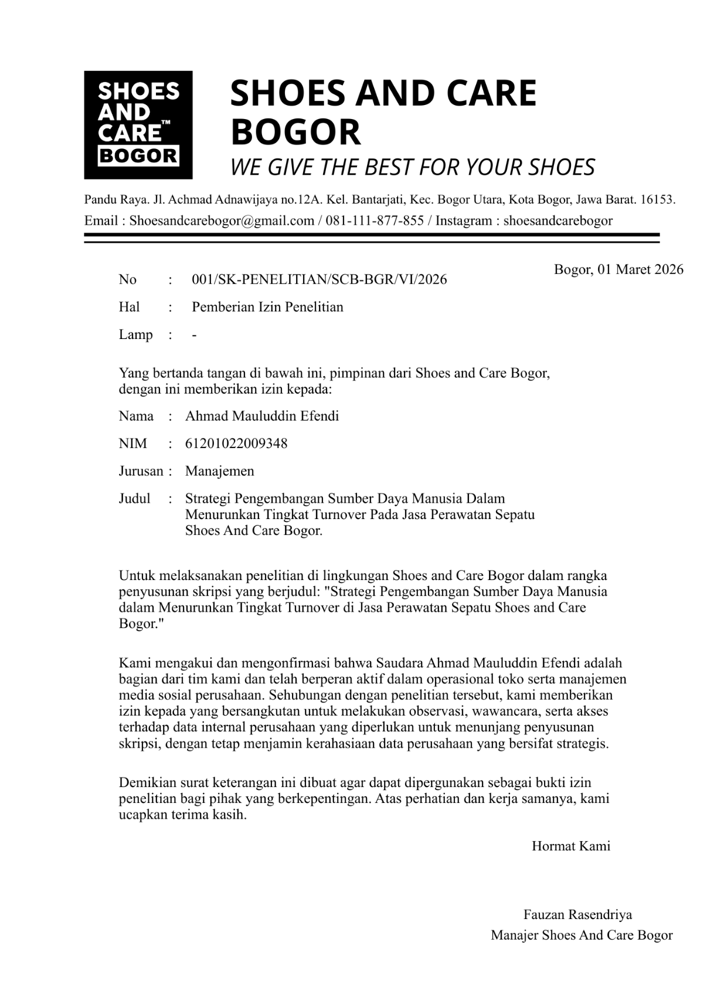 SHOES
AND
CARE™
BOGOR
SHOES AND CARE
BOGOR
WE GIVE THE BEST FOR YOUR SHOES
Pandu Raya. Jl. Achmad Adnawijaya no.12A. Kel. Bantarjati, Kec. Bogor Utara, Kota Bogor, Jawa Barat. 16153.
Email : Shoesandcarebogor@gmail.com / 081-111-877-855 / Instagram : shoesandcarebogor
Bogor, 01 Maret 2026
No : 001/SK-PENELITIAN/SCB-BGR/VI/2026
Hal : Pemberian Izin Penelitian
Lamp : -
Yang bertanda tangan di bawah ini, pimpinan dari Shoes and Care Bogor,
dengan ini memberikan izin kepada:
Nama : Ahmad Mauluddin Efendi
NIM : 61201022009348
Jurusan : Manajemen
Judul : Strategi Pengembangan Sumber Daya Manusia Dalam
Menurunkan Tingkat Turnover Pada Jasa Perawatan Sepatu
Shoes And Care Bogor.
Untuk melaksanakan penelitian di lingkungan Shoes and Care Bogor dalam rangka
penyusunan skripsi yang berjudul: "Strategi Pengembangan Sumber Daya Manusia
dalam Menurunkan Tingkat Turnover di Jasa Perawatan Sepatu Shoes and Care
Bogor."
Kami mengakui dan mengonfirmasi bahwa Saudara Ahmad Mauluddin Efendi adalah
bagian dari tim kami dan telah berperan aktif dalam operasional toko serta manajemen
media sosial perusahaan. Sehubungan dengan penelitian tersebut, kami memberikan
izin kepada yang bersangkutan untuk melakukan observasi, wawancara, serta akses
terhadap data internal perusahaan yang diperlukan untuk menunjang penyusunan
skripsi, dengan tetap menjamin kerahasiaan data perusahaan yang bersifat strategis.
Demikian surat keterangan ini dibuat agar dapat dipergunakan sebagai bukti izin
penelitian bagi pihak yang berkepentingan. Atas perhatian dan kerja samanya, kami
ucapkan terima kasih.
Hormat Kami
Fauzan Rasendriya
Manajer Shoes And Care Bogor